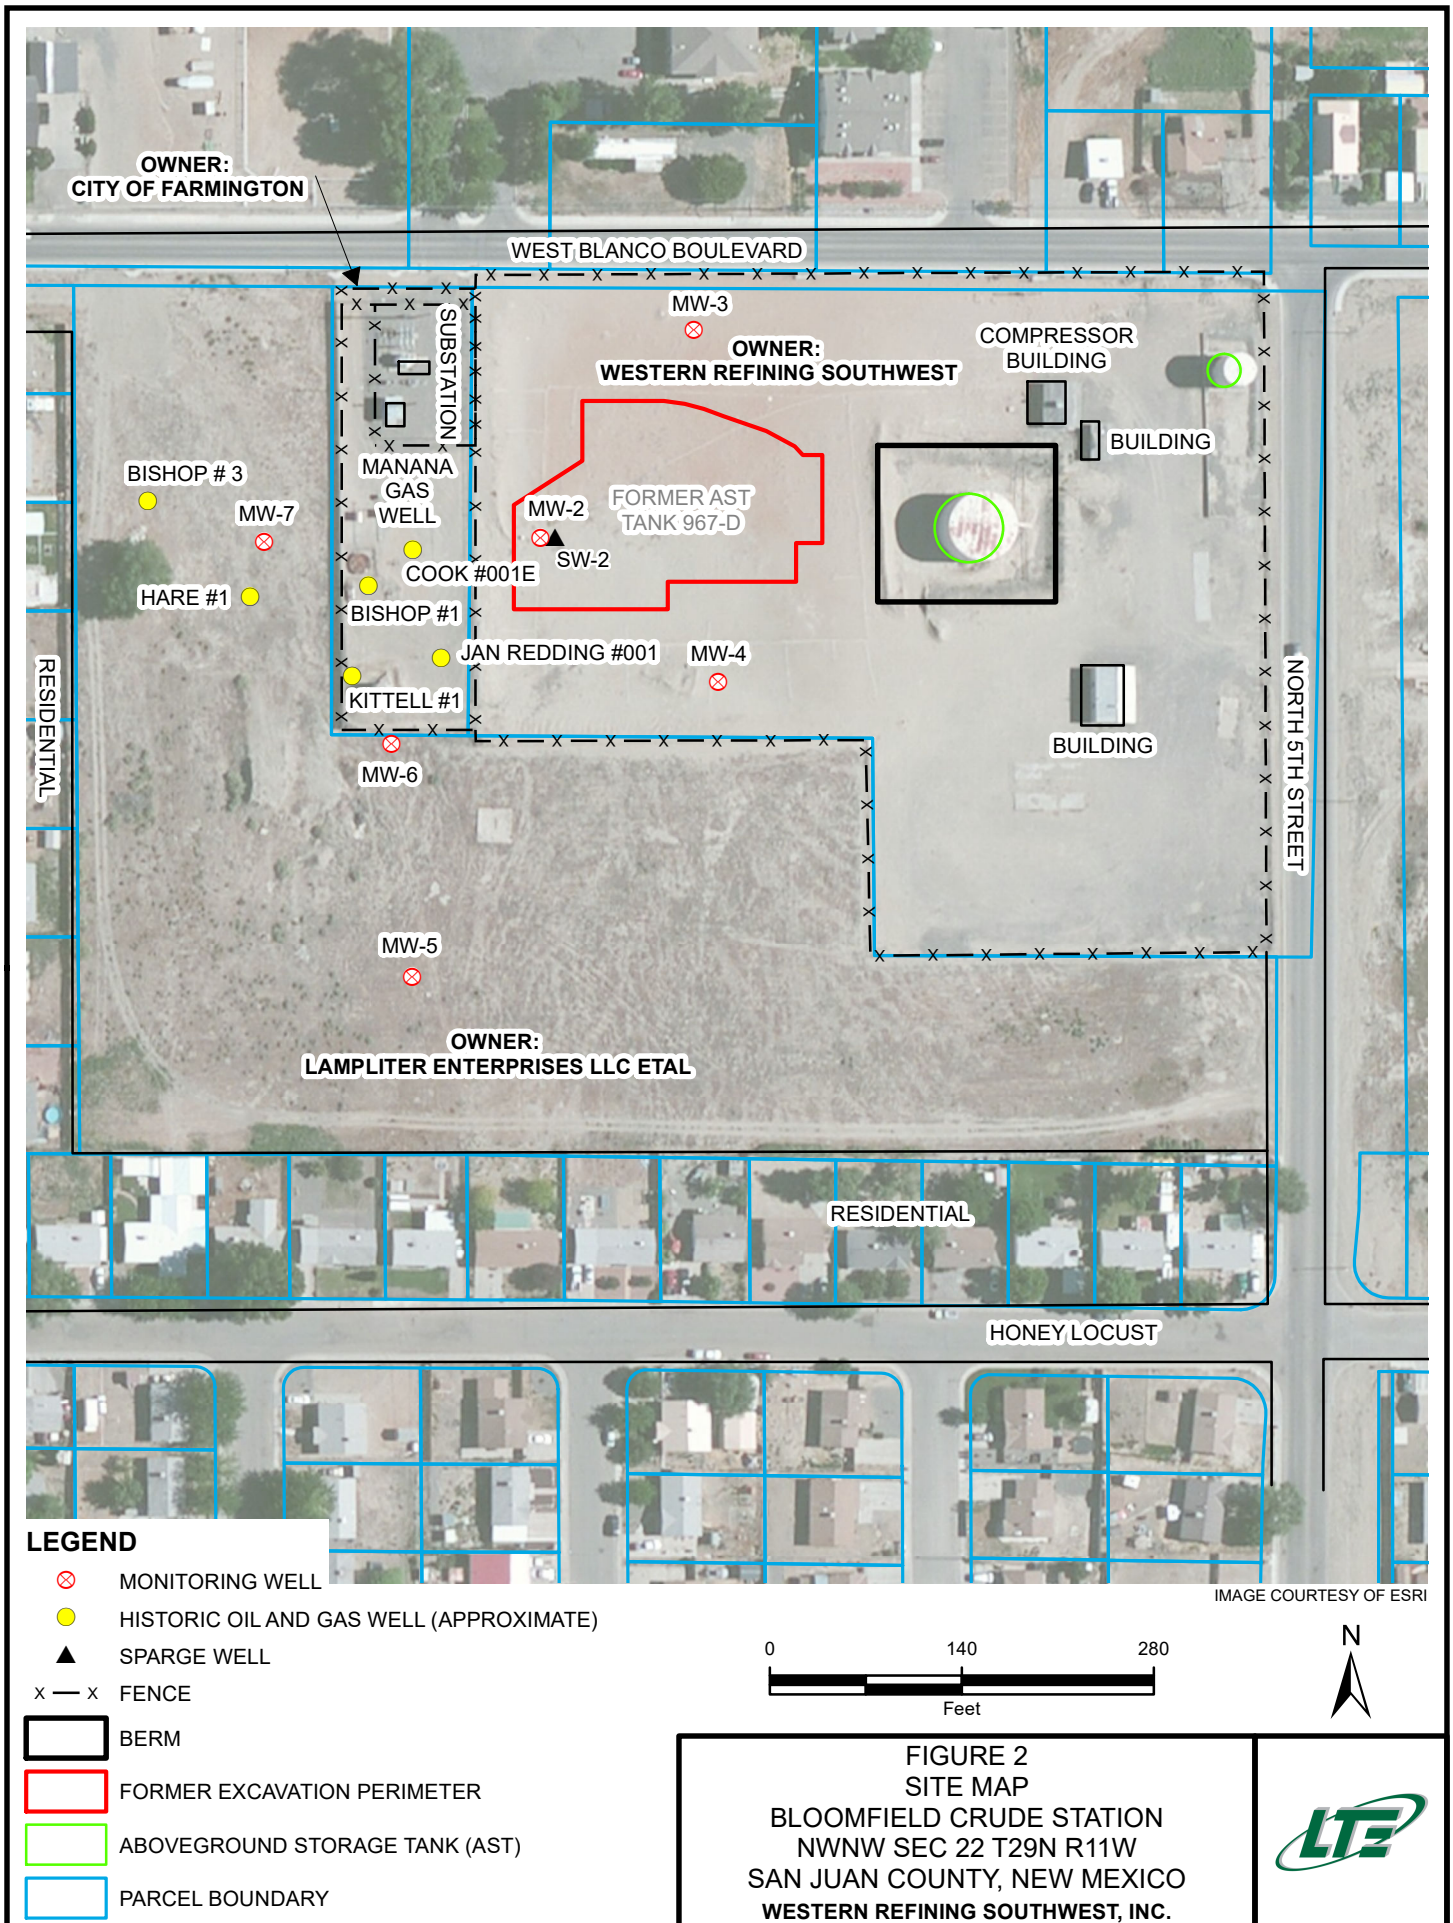 OWNER:
CITY OF FARMINGTON
WEST BLANCO BOULEVARD
MW-3
OWNER:
WESTERN REFINING SOUTHWEST
COMPRESSOR
BUILDING
SUBSTATION
BUILDING
MANANA
GAS
WELL
BISHOP # 3
MW-7
FORMER AST
TANK 967-D
MW-2
SW-2
COOK #001E
HARE #1
BISHOP #1
JAN REDDING #001
MW-4
KITTELL #1
RESIDENTIAL
NORTH 5TH STREET
BUILDING
MW-6
MW-5
OWNER:
LAMPLITER ENTERPRISES LLC ETAL
RESIDENTIAL
HONEY LOCUST
IMAGE COURTESY OF ESRI
LEGEND
MONITORING WELL
HISTORIC OIL AND GAS WELL (APPROXIMATE)
SPARGE WELL
X — X FENCE
BERM
FORMER EXCAVATION PERIMETER
ABOVEGROUND STORAGE TANK (AST)
PARCEL BOUNDARY
0 140 280
Feet
N
FIGURE 2
SITE MAP
BLOOMFIELD CRUDE STATION
NWNW SEC 22 T29N R11W
SAN JUAN COUNTY, NEW MEXICO
WESTERN REFINING SOUTHWEST, INC.
LTE